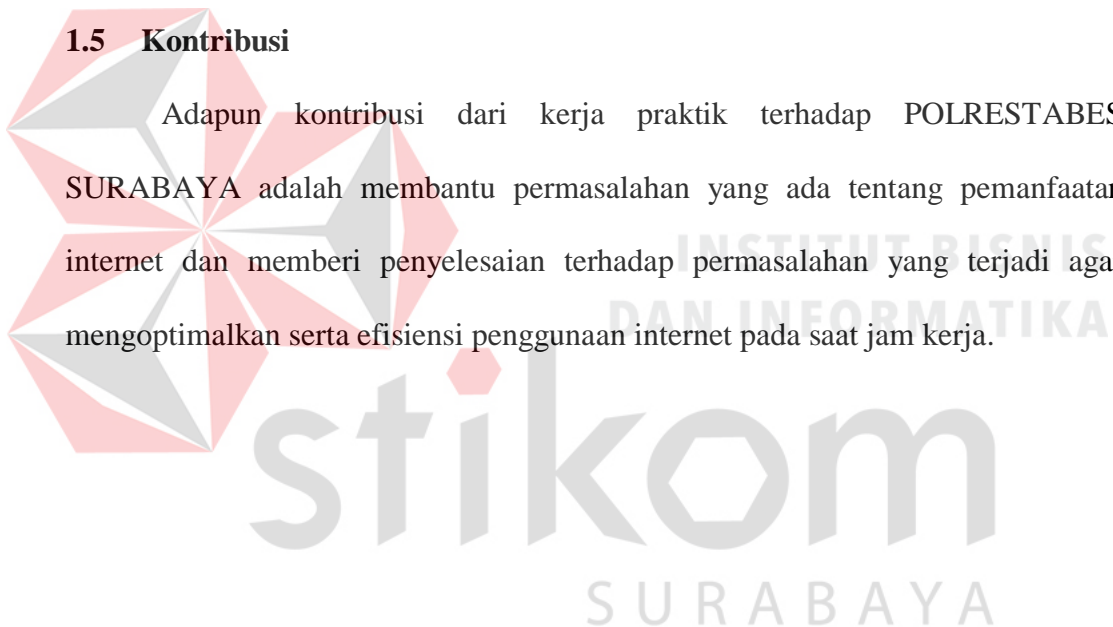 1.5 Kontribusi
Adapun kontribusi dari kerja praktik terhadap POLRESTABES
SURABAYA adalah membantu permasalahan yang ada tentang pemanfaatan
internet dan memberi penyelesaian terhadap permasalahan yang terjadi aga
mengoptimalkan serta efisiensi penggunaan internet pada saat jam kerja.
INSTITUT BISNIS
DAN INFORMATIKA
stikom
SURABAYA